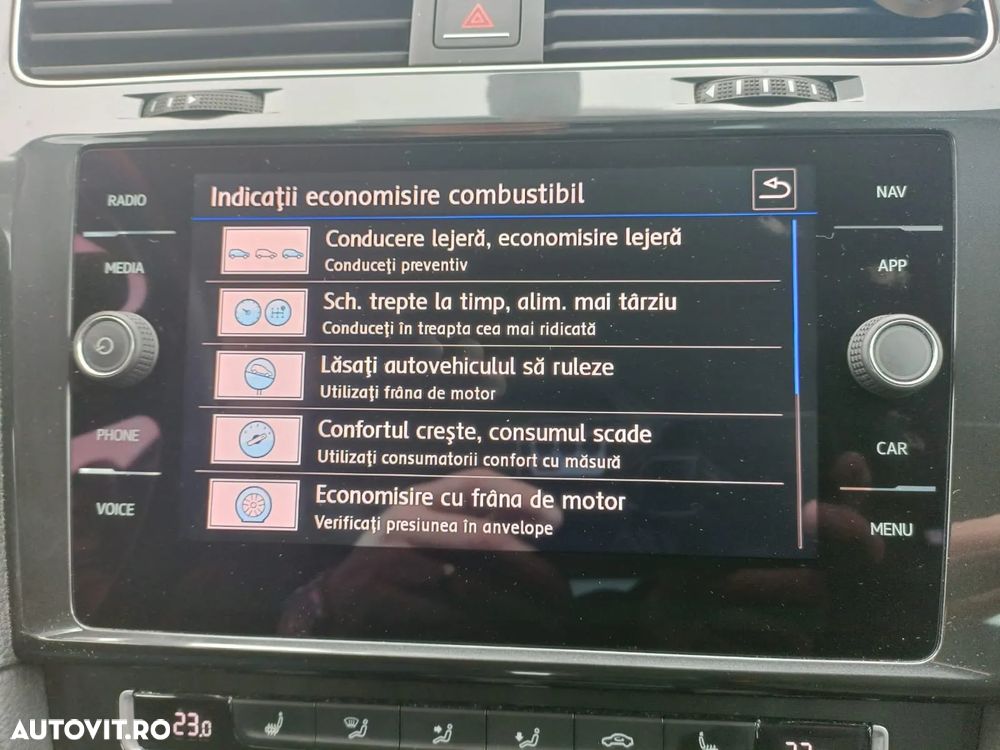 Indicaţii economisire combustibil
RADIO
NAV
MEDIA
APP
Conducere lejeră, economisire lejeră
Conduceţi preventiv
Sch. trepte la timp, alim. mai târziu
Conduceţi în treapta cea mai ridicată
Lăsaţi autovehiculul să ruleze
Utilizaţi frâna de motor
PHONE
CAR
Confortul creşte, consumul scade
Utilizaţi consumatorii confort cu măsură
VOICE
MENU
Economisire cu frâna de motor
Verificaţi presiunea în anvelope
23.0
AUTOVIT.RO